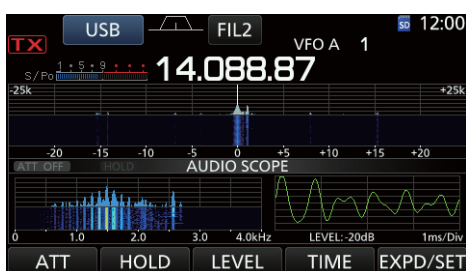 USB FIL2 SD 12:00
TX VFO A 1
S/Po 1 • 5 • 9 • • • 14.088.87
-25k +25k
-20 -15 -10 -5 0 +5 +10 +15 +20
ATT OFF HOLD AUDIO SCOPE
0 1.0 2.0 3.0 4.0kHz LEVEL:-20dB 1ms/Div
ATT HOLD LEVEL TIME EXPD/SET